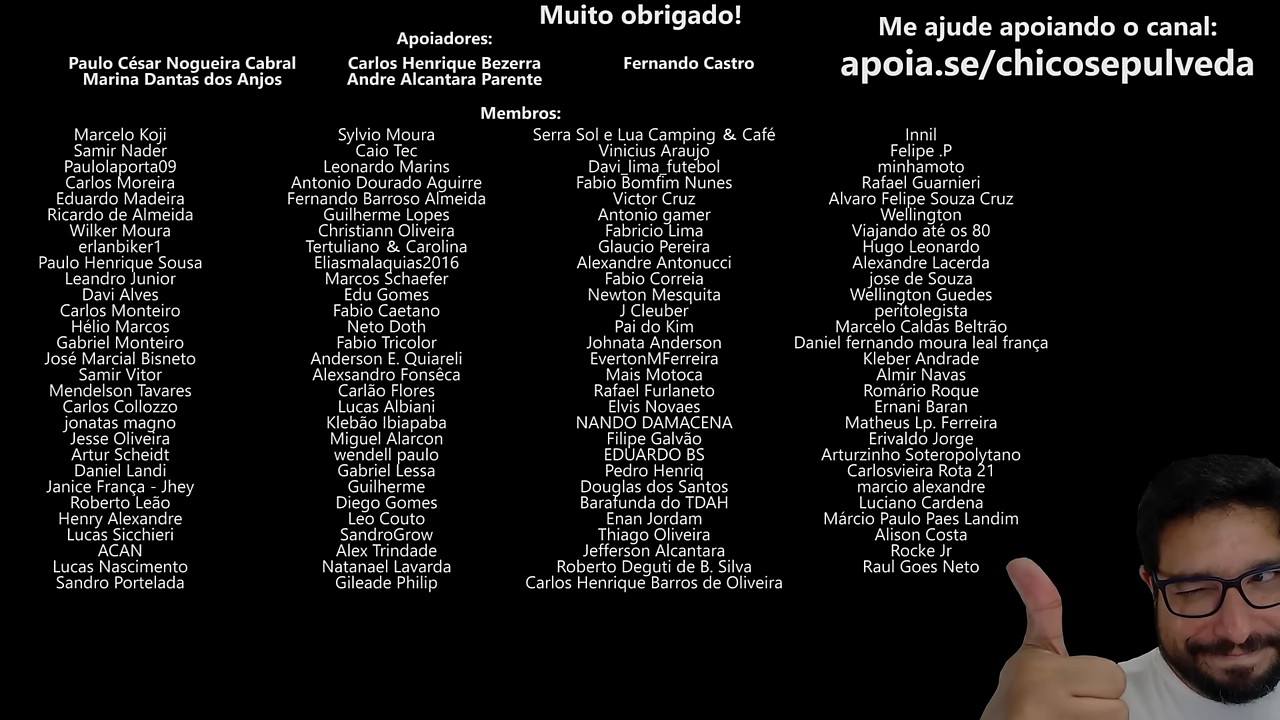 Muito obrigado!
Me ajude apoiando o canal:
apoia.se/chicosepulveda
Apoiadores:
Paulo César Nogueira Cabral
Marina Dantas dos Anjos
Carlos Henrique Bezerra
Andre Alcantara Parente
Fernando Castro
Membros:
Marcelo Koji
Samir Nader
Paulolaporta09
Carlos Moreira
Eduardo Madeira
Ricardo de Almeida
Wilker Moura
erlanbiker1
Paulo Henrique Sousa
Leandro Junior
Davi Alves
Carlos Monteiro
Hélio Marcos
Gabriel Monteiro
José Marcial Bisneto
Samir Vitor
Mendelson Tavares
Carlos Collozzo
jonatas magno
Jesse Oliveira
Artur Scheidt
Daniel Landi
Janice França - Jhey
Roberto Leão
Henry Alexandre
Lucas Sicchieri
ACAN
Lucas Nascimento
Sandro Portelada
Sylvio Moura
Caio Tec
Leonardo Marins
Antonio Dourado Aguirre
Fernando Barroso Almeida
Guilherme Lopes
Christiann Oliveira
Tertuliano & Carolina
Eliasmalaquias2016
Marcos Schaefer
Edu Gomes
Fabio Caetano
Neto Doth
Fabio Tricolor
Anderson E. Quiareli
Alexsandro Fonsêca
Carlão Flores
Lucas Albiani
Klebão Ibiapaba
Miguel Alarcon
wendell paulo
Gabriel Lessa
Guilherme
Diego Gomes
Leo Couto
SandroGrow
Alex Trindade
Natanael Lavarda
Gileade Philip
Serra Sol e Lua Camping & Café
Vinicius Araujo
Davi_lima_futebol
Fabio Bomfim Nunes
Victor Cruz
Antonio gamer
Fabricio Lima
Glaucio Pereira
Alexandre Antonucci
Fabio Correia
Newton Mesquita
J Cleuber
Pai do Kim
Johnata Anderson
EvertonMFerreira
Mais Motoca
Rafael Furlaneto
Elvis Novaes
NANDO DAMACENA
Filipe Galvão
EDUARDO BS
Pedro Henriq
Douglas dos Santos
Barafunda do TDAH
Enan Jordam
Thiago Oliveira
Jefferson Alcantara
Roberto Deguti de B. Silva
Carlos Henrique Barros de Oliveira
Innil
Felipe .P
minhamoto
Rafael Guarnieri
Alvaro Felipe Souza Cruz
Wellington
Viajando até os 80
Hugo Leonardo
Alexandre Lacerda
jose de Souza
Wellington Guedes
peritolegista
Marcelo Caldas Beltrão
Daniel fernando moura leal frança
Kleber Andrade
Almir Navas
Romário Roque
Ernani Baran
Matheus Lp. Ferreira
Erivaldo Jorge
Arturzinho Soteropolytano
Carlosvieira Rota 21
marcio alexandre
Luciano Cardena
Márcio Paulo Paes Landim
Alison Costa
Rocke Jr
Raul Goes Neto